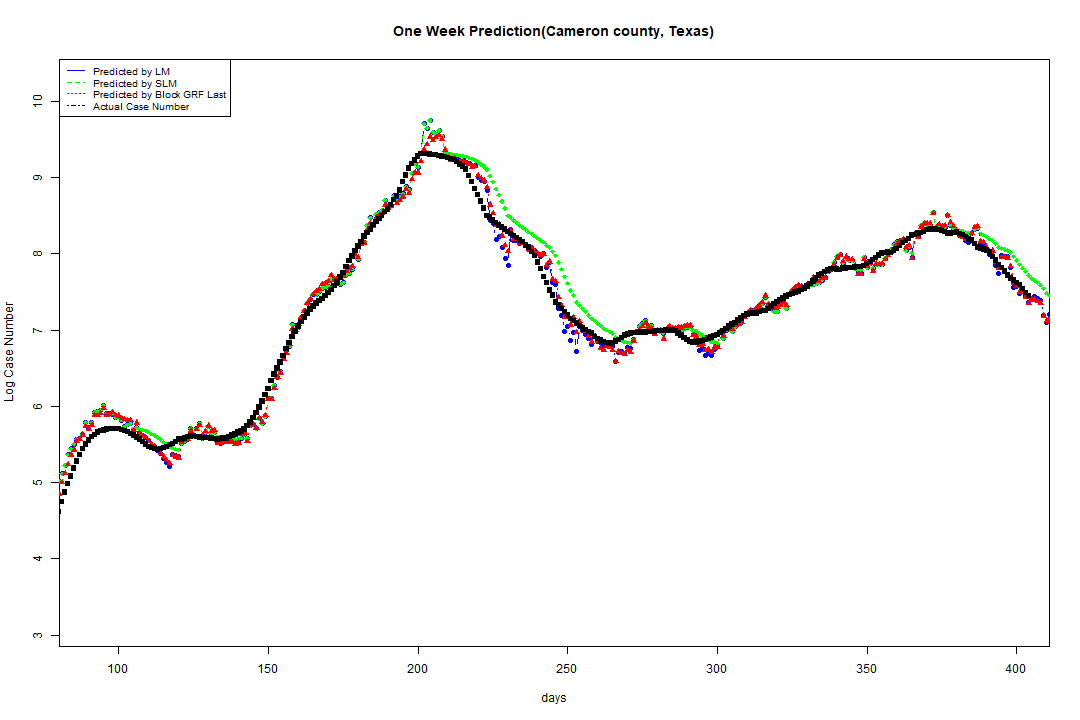 One Week Prediction(Cameron county, Texas)
Predicted by LM
Predicted by SLM
Predicted by Block GRF Last
Actual Case Number
Log Case Number
10
9
8
7
6
5
4
3
100 150 200 250 300 350 400
days